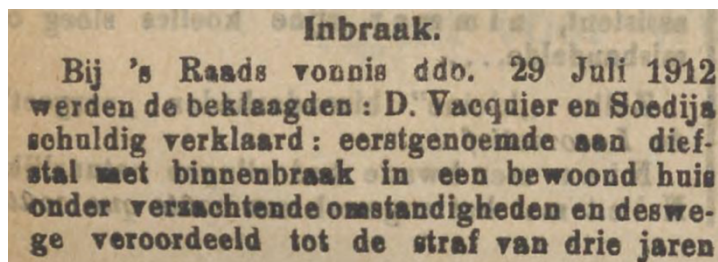 Inbraak.
Bij 's Raads vonnis ddo. 29 Juli 1912
werden de beklaagden : D. Vacquier en Soedija
schuldig verklaard : eerstgenoemde aan dief-
stal met binnenbraak in een bewoond huis
onder verzachtende omstandigheden en deswe-
ge veroordeeld tot de straf van drie jaren